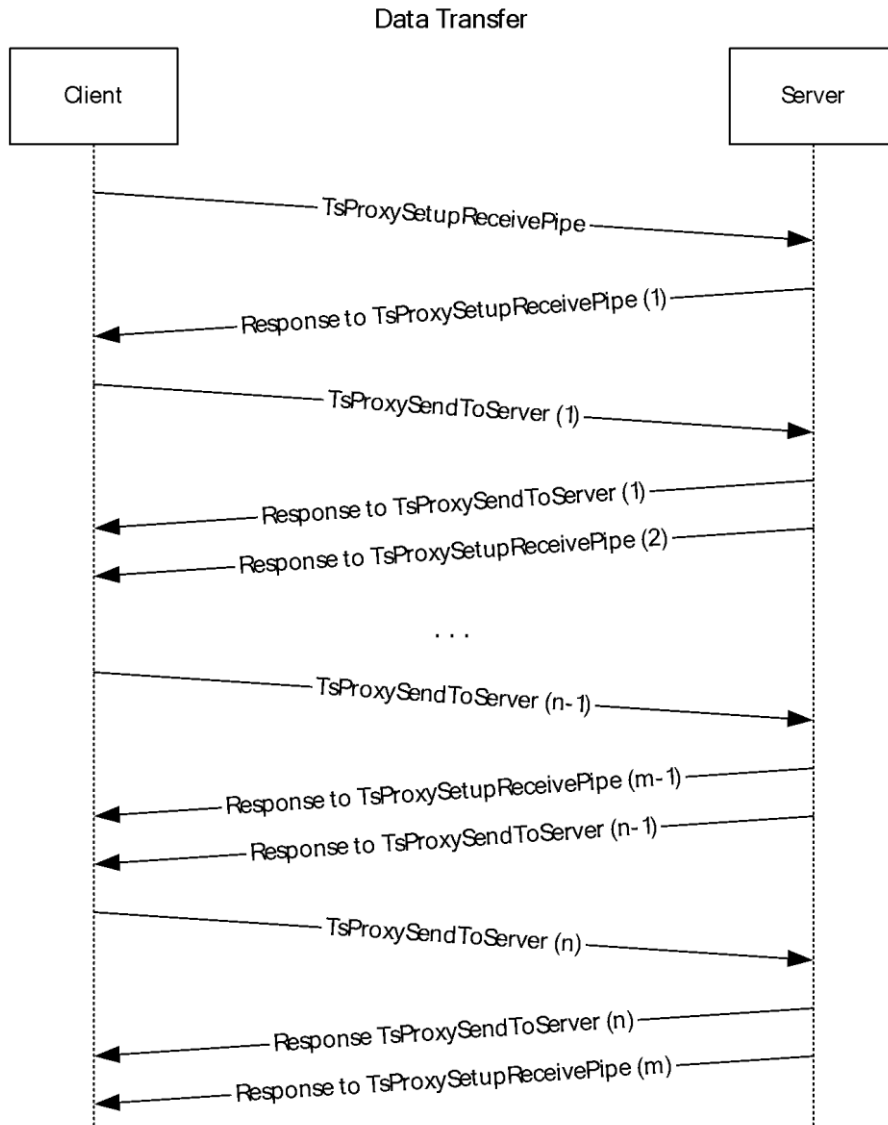 Data Transfer
Client
Server
TsProxySetupReceivePipe
Response to TsProxySetupReceivePipe (1)
TsProxySendToServer (1)
Response to TsProxySendToServer (1)
Response to TsProxySetupReceivePipe (2)
. . .
TsProxySendToServer (n-1)
Response to TsProxySetupReceivePipe (m-1)
Response to TsProxySendToServer (n-1)
TsProxySendToServer (n)
Response TsProxySendToServer (n)
Response to TsProxySetupReceivePipe (m)